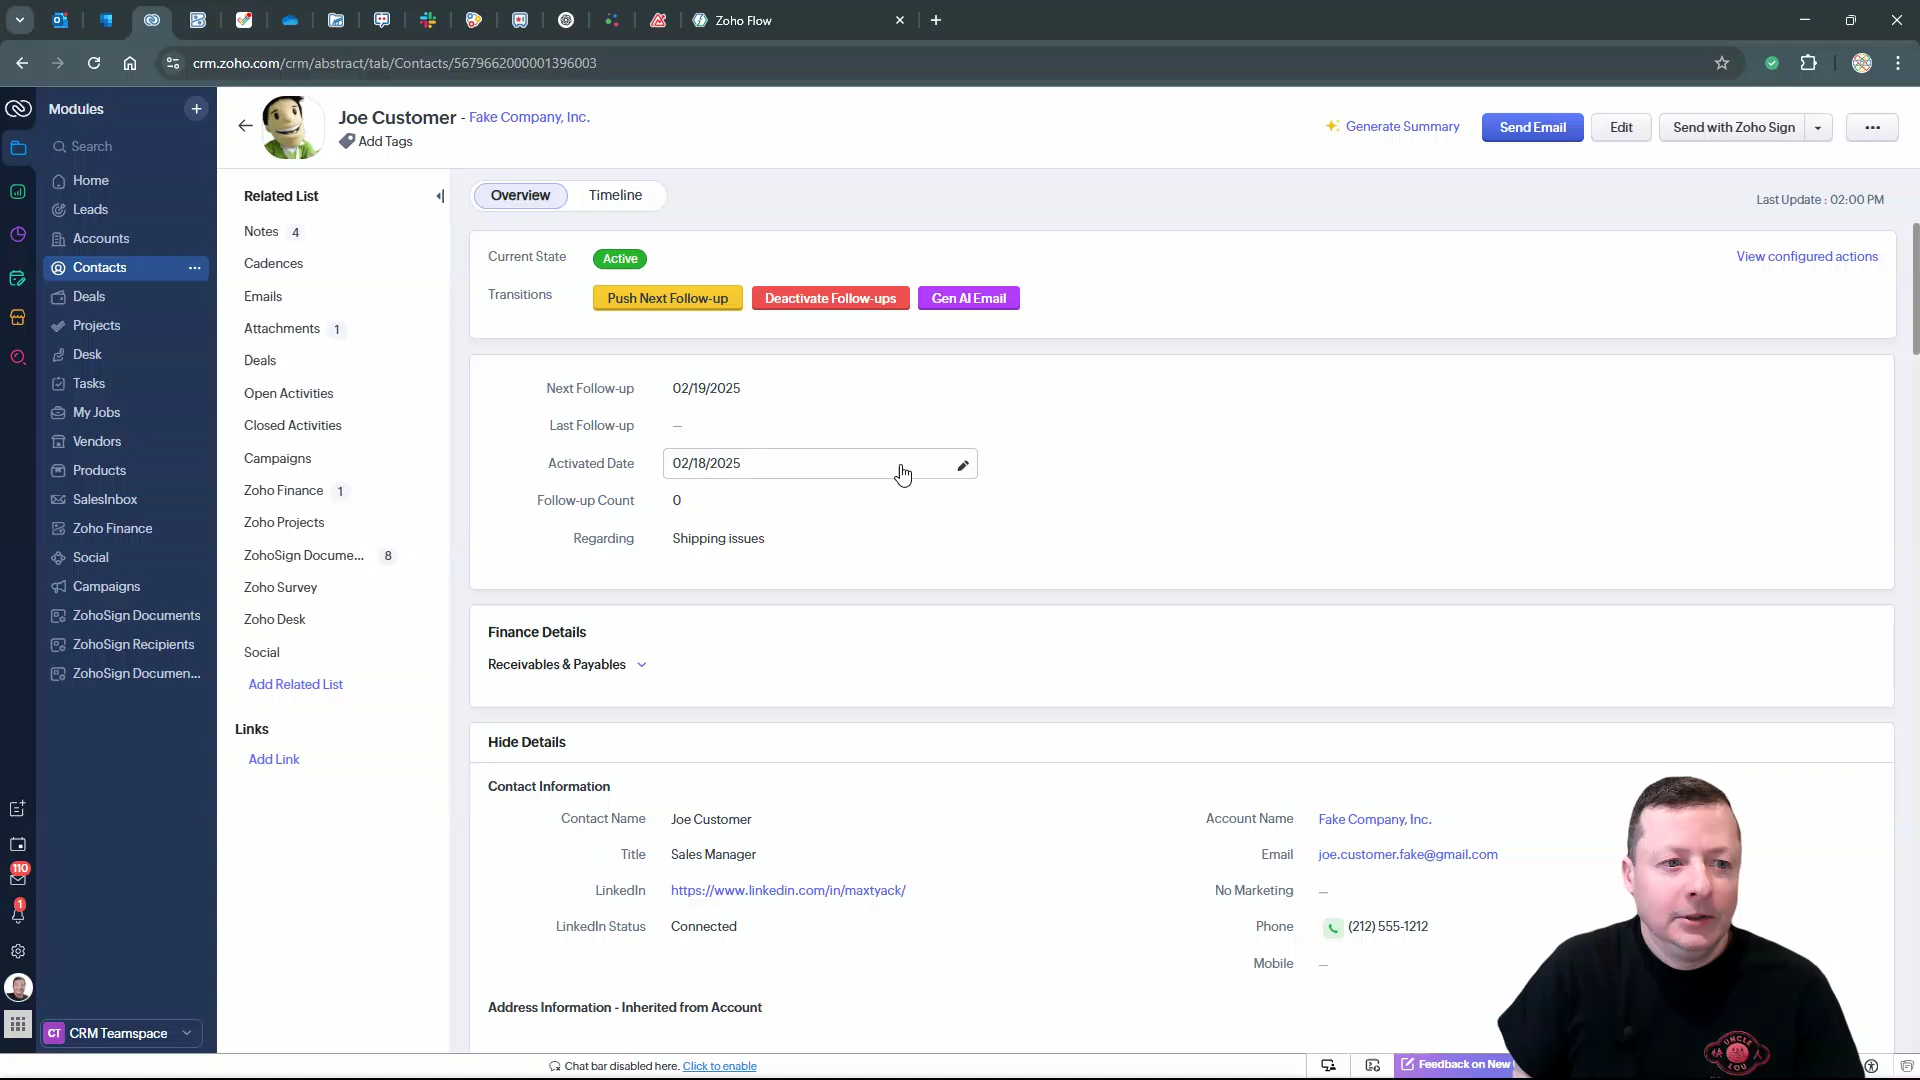 Zoho Flow
crm.zoho.com/crm/abstract/tab/Contacts/5679662000001396003
Modules
Search
Home
Leads
Accounts
Contacts
Deals
Projects
Desk
Tasks
My Jobs
Vendors
Products
SalesInbox
Zoho Finance
Social
Campaigns
ZohoSign Documents
ZohoSign Recipients
ZohoSign Documen...
110
1
CT CRM Teamspace
Joe Customer - Fake Company, Inc.
Add Tags
Generate Summary
Send Email
Edit
Send with Zoho Sign
Related List
Notes 4
Cadences
Emails
Attachments 1
Deals
Open Activities
Closed Activities
Campaigns
Zoho Finance 1
Zoho Projects
ZohoSign Docume... 8
Zoho Survey
Zoho Desk
Social
Add Related List
Links
Add Link
Overview
Timeline
Last Update : 02:00 PM
Current State Active
View configured actions
Transitions Push Next Follow-up Deactivate Follow-ups Gen AI Email
Next Follow-up 02/19/2025
Last Follow-up —
Activated Date 02/18/2025
Follow-up Count 0
Regarding Shipping issues
Finance Details
Receivables & Payables
Hide Details
Contact Information
Contact Name Joe Customer
Account Name Fake Company, Inc.
Title Sales Manager
Email joe.customer.fake@gmail.com
LinkedIn https://www.linkedin.com/in/maxtyack/
No Marketing —
LinkedIn Status Connected
Phone (212) 555-1212
Mobile —
Address Information - Inherited from Account
Chat bar disabled here. Click to enable
Feedback on New
UNCLE
LOU